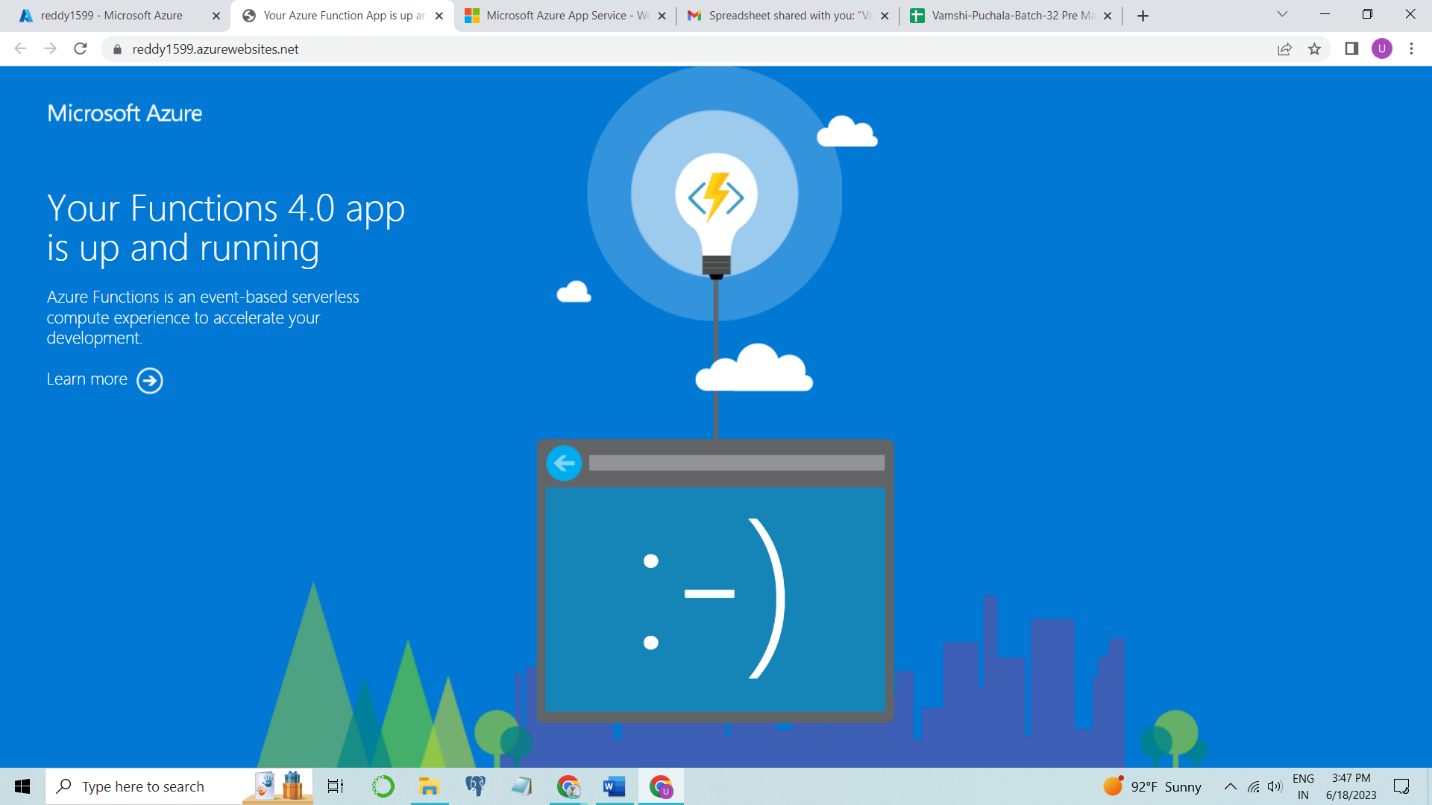 reddy1599 - Microsoft Azure
Your Azure Function App is up an
Microsoft Azure App Service - We
Spreadsheet shared with you: "Va
Vamshi-Puchala-Batch-32 Pre Ma
reddy1599.azurewebsites.net
U
Microsoft Azure
Your Functions 4.0 app
is up and running
Azure Functions is an event-based serverless
compute experience to accelerate your
development.
Learn more
:-)
Type here to search
W
U
92°F Sunny
ENG
IN
3:47 PM
6/18/2023